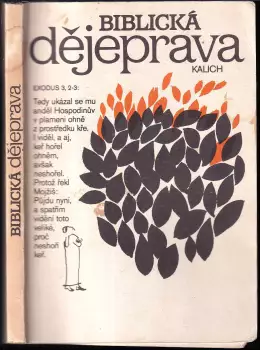 BIBLICKÁ
dějeprava
KALICH
EXODUS 3, 2-3:
Tedy ukázal se mu
anděl Hospodinův
v plameni ohně
z prostředku kře.
I viděl, a aj,
keř hořel
ohněm,
avšak
neshořel.
Protož řekl
Mojžíš:
Půjdu nyní,
a spatřím
vidění toto
veliké,
proč
neshoří
keř.
BIBLICKÁ dějeprava